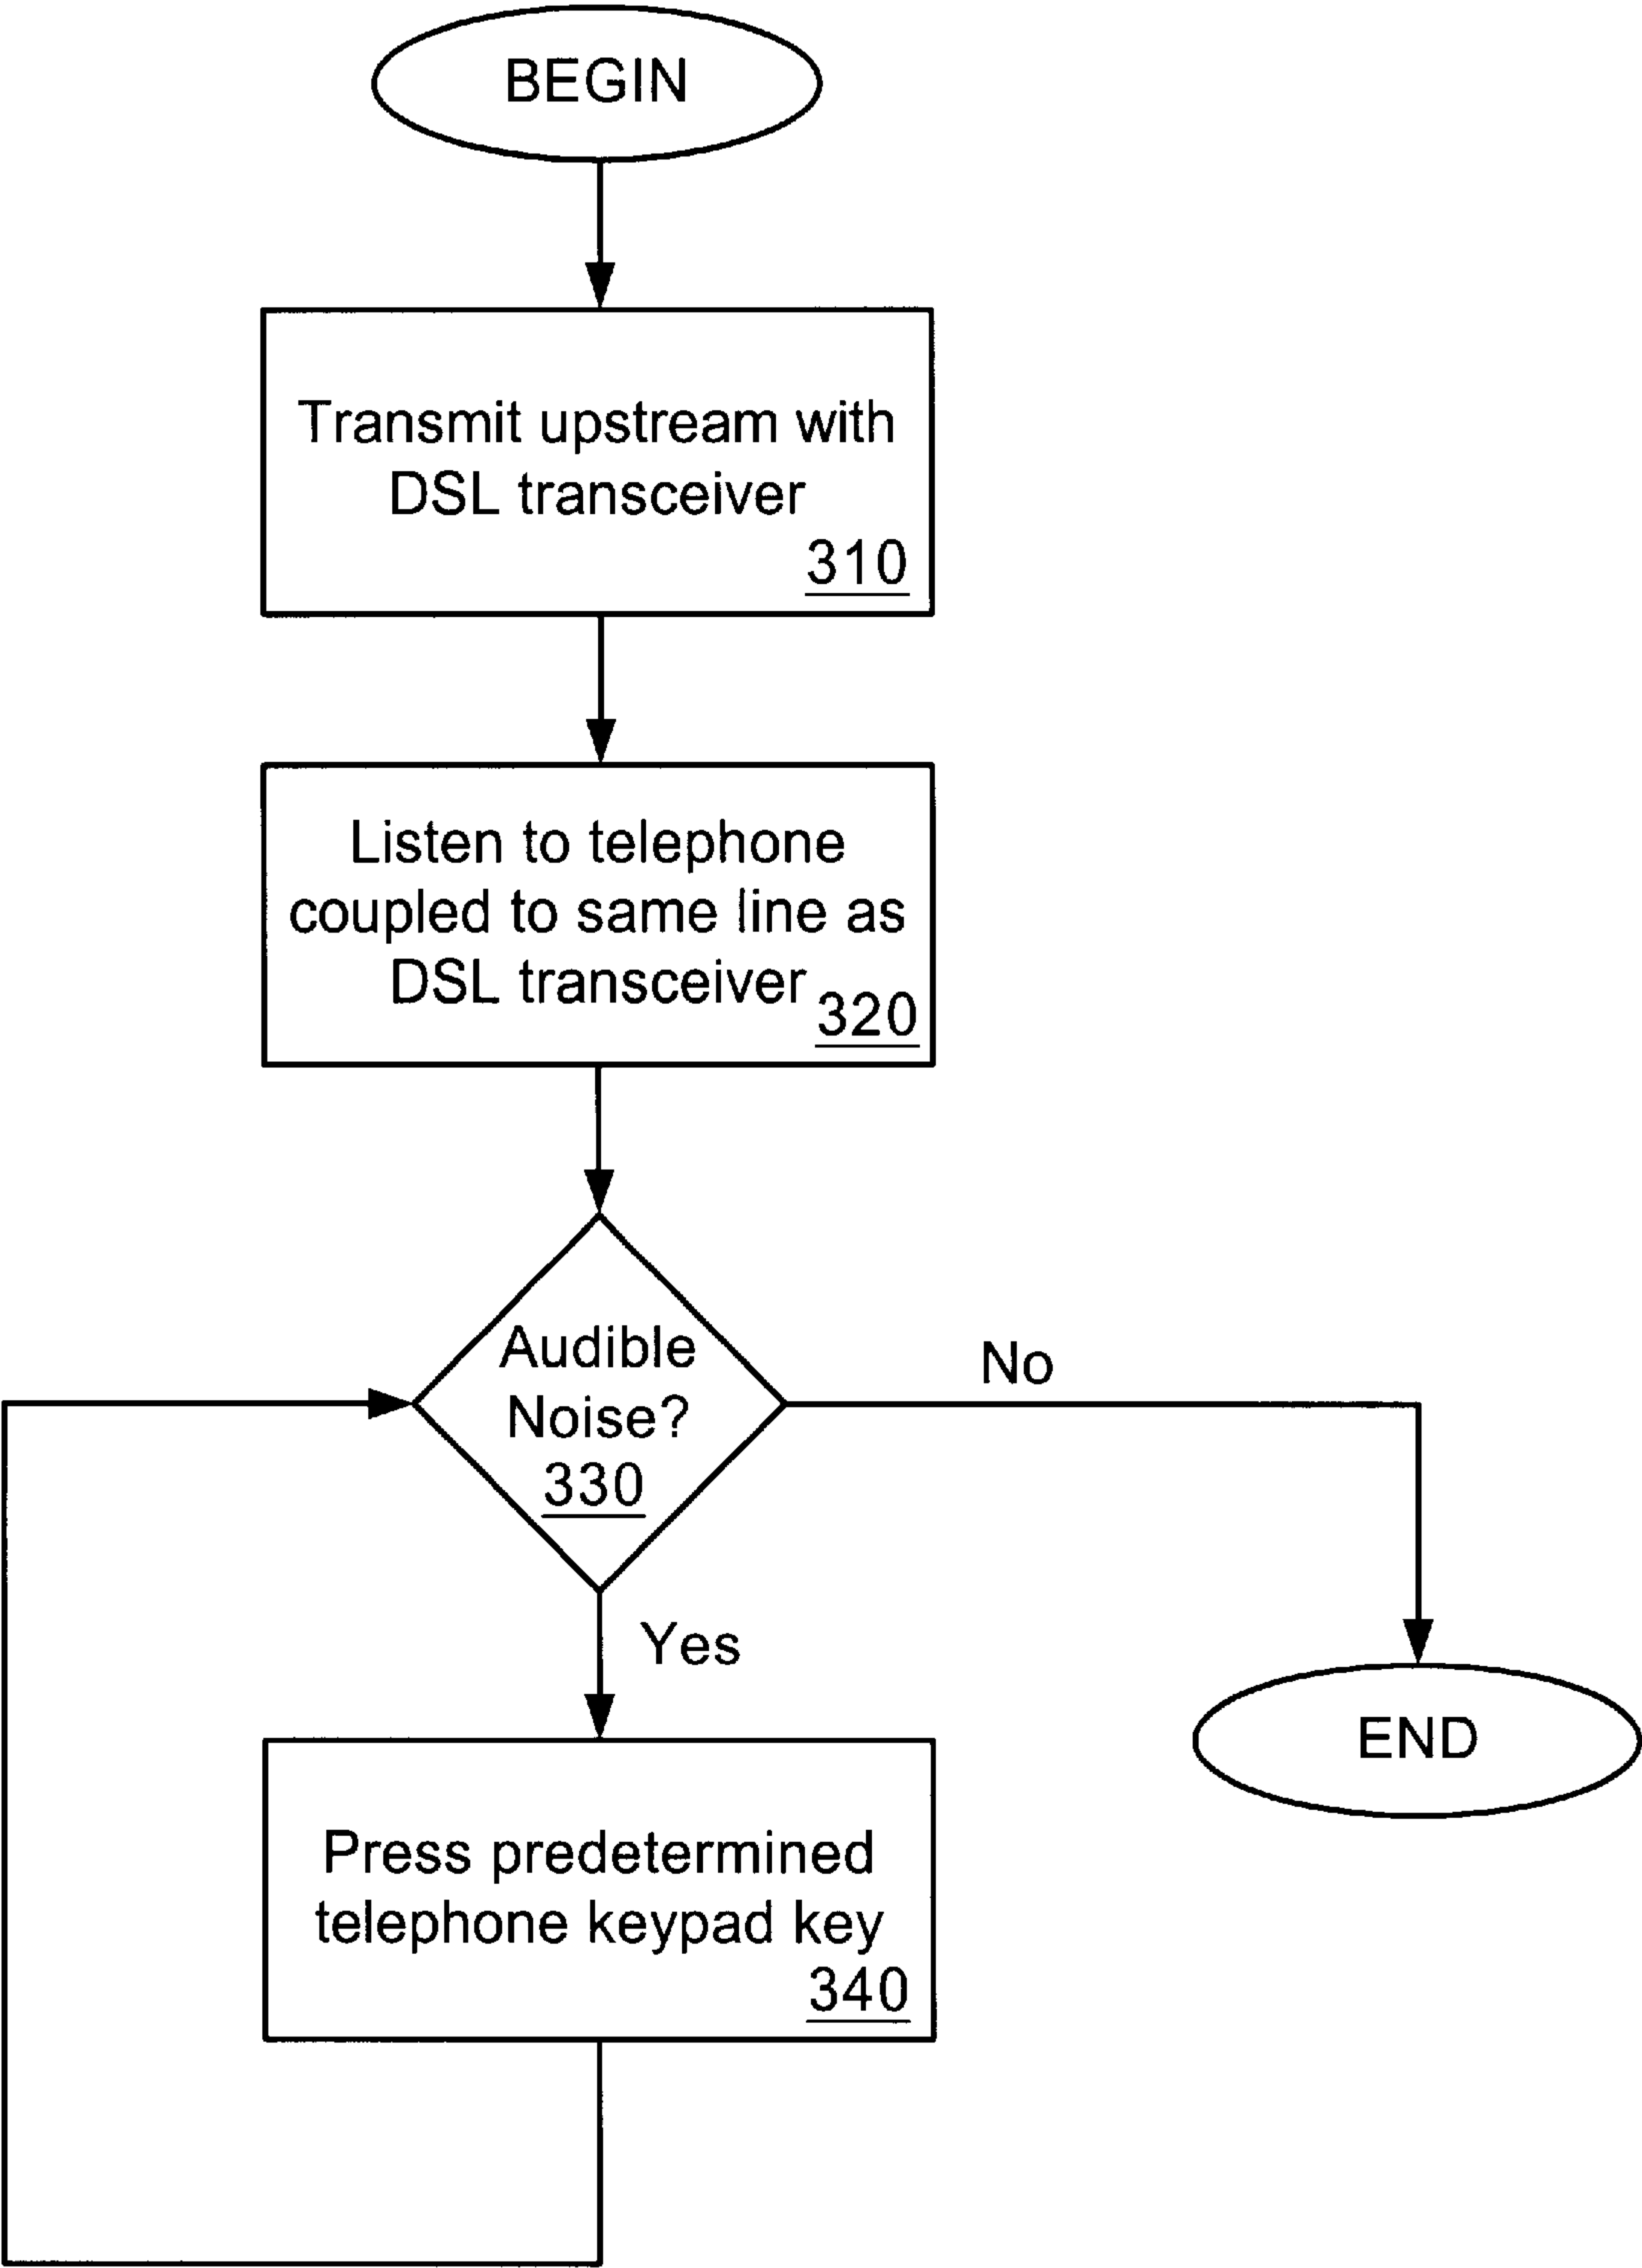 BEGIN
Transmit upstream with
DSL transceiver
310
Listen to telephone
coupled to same line as
DSL transceiver
320
Audible
Noise?
330
No
Yes
END
Press predetermined
telephone keypad key
340